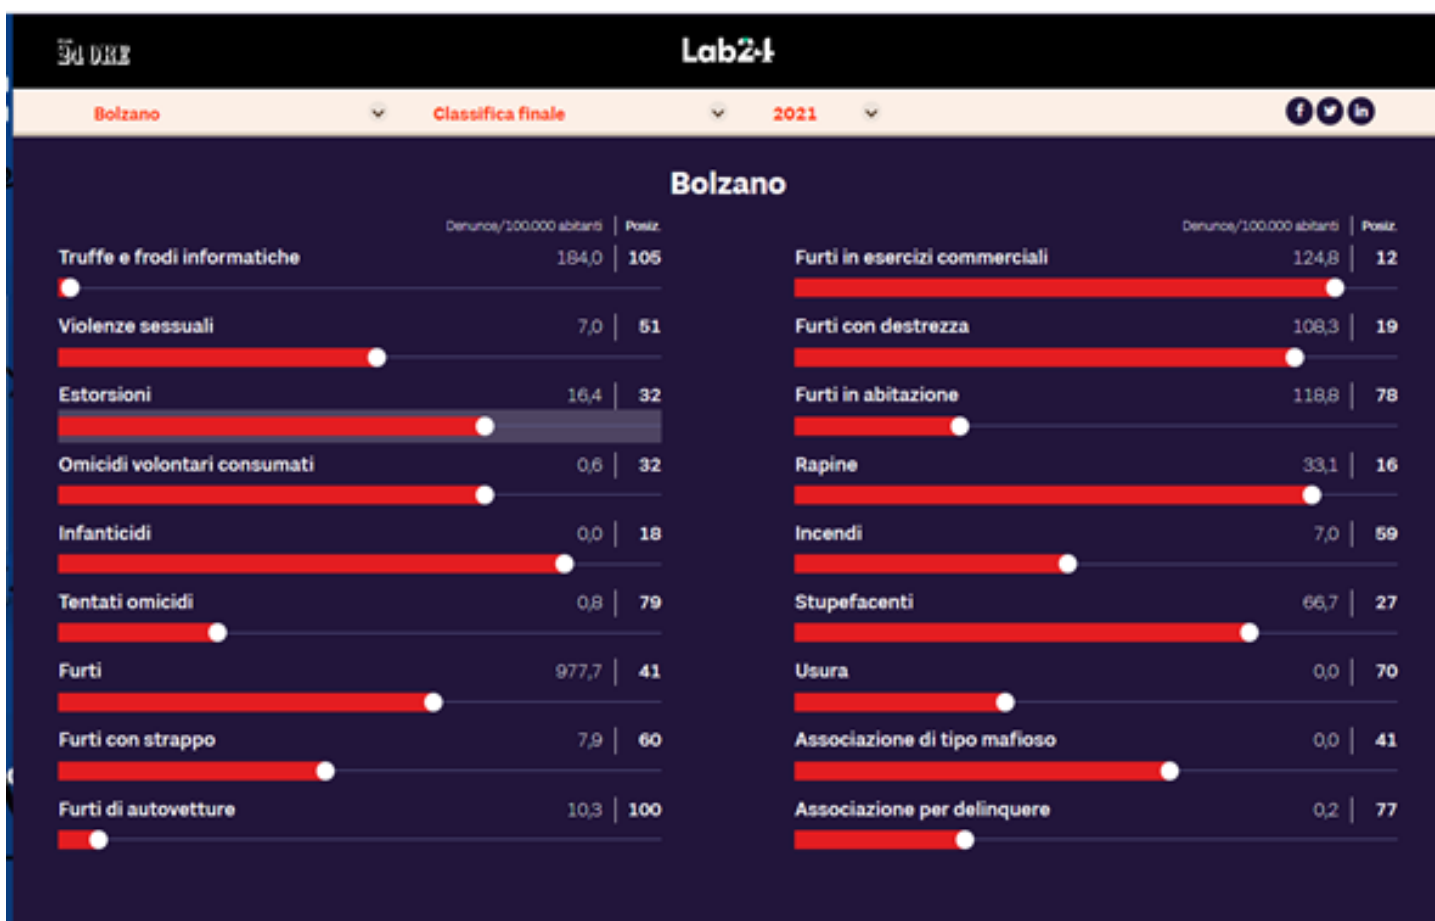 24 ORE
Lab24
Bolzano Classifica finale 2021
Bolzano
Denunce/100.000 abitanti Posiz.
Truffe e frodi informatiche 184,0 105
Violenze sessuali 7,0 51
Estorsioni 16,4 32
Omicidi volontari consumati 0,6 32
Infanticidi 0,0 18
Tentati omicidi 0,8 79
Furti 977,7 41
Furti con strappo 7,9 60
Furti di autovetture 10,3 100
Denunce/100.000 abitanti Posiz.
Furti in esercizi commerciali 124,8 12
Furti con destrezza 108,3 19
Furti in abitazione 118,8 78
Rapine 33,1 16
Incendi 7,0 59
Stupefacenti 66,7 27
Usura 0,0 70
Associazione di tipo mafioso 0,0 41
Associazione per delinquere 0,2 77